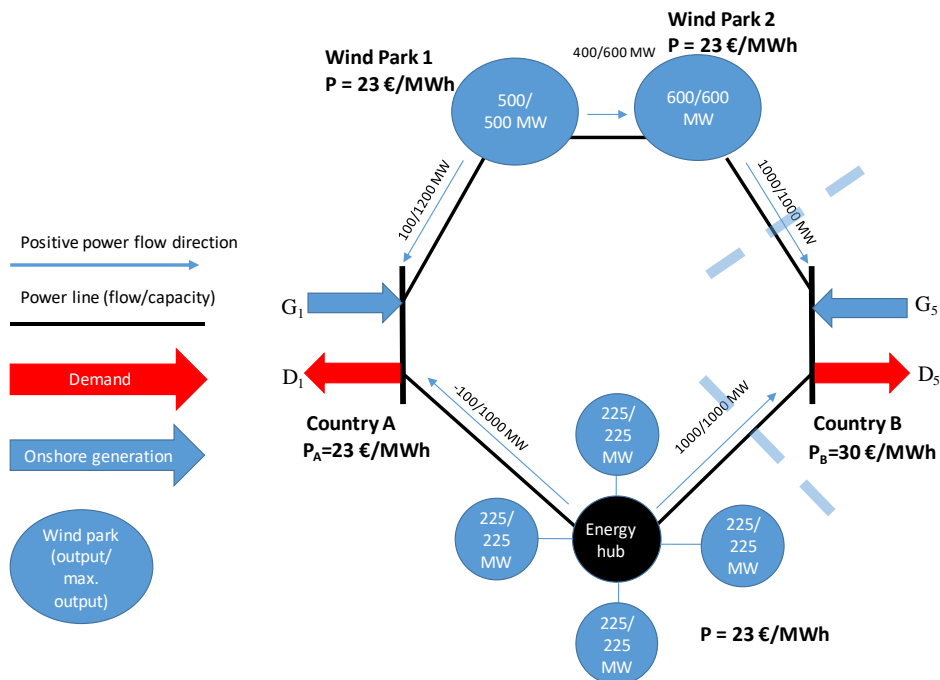 Wind Park 1
P = 23 €/MWh
400/600 MW
Wind Park 2
P = 23 €/MWh
500/
500 MW
600/600
MW
100/1200 MW
1000/1000 MW
Positive power flow direction
Power line (flow/capacity)
Demand
Onshore generation
Wind park
(output/
max.
output)
G1
D1
G5
D5
Country A
PA=23 €/MWh
Country B
PB=30 €/MWh
-100/1000 MW
1000/1000 MW
225/
225
MW
225/
225
MW
Energy
hub
225/
225
MW
225/
225
MW
P = 23 €/MWh